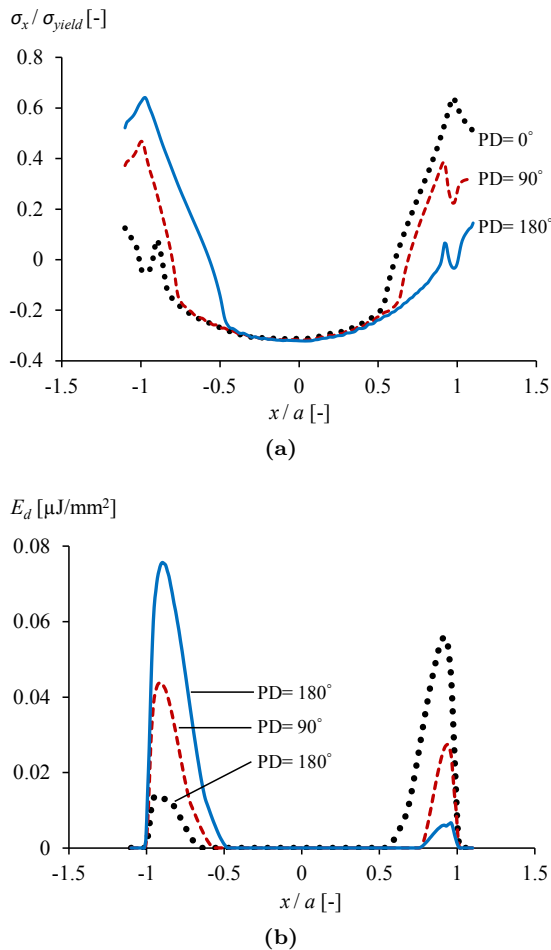 σx / σyield [-]
0.8
0.6
0.4
0.2
0
-0.2
-0.4
PD= 0°
PD= 90°
PD= 180°
-1.5 -1 -0.5 0 0.5 1 1.5
x / a [-]
(a)
Ed [µJ/mm²]
0.08
0.06
0.04
0.02
0
PD= 180°
PD= 90°
PD= 180°
-1.5 -1 -0.5 0 0.5 1 1.5
x / a [-]
(b)